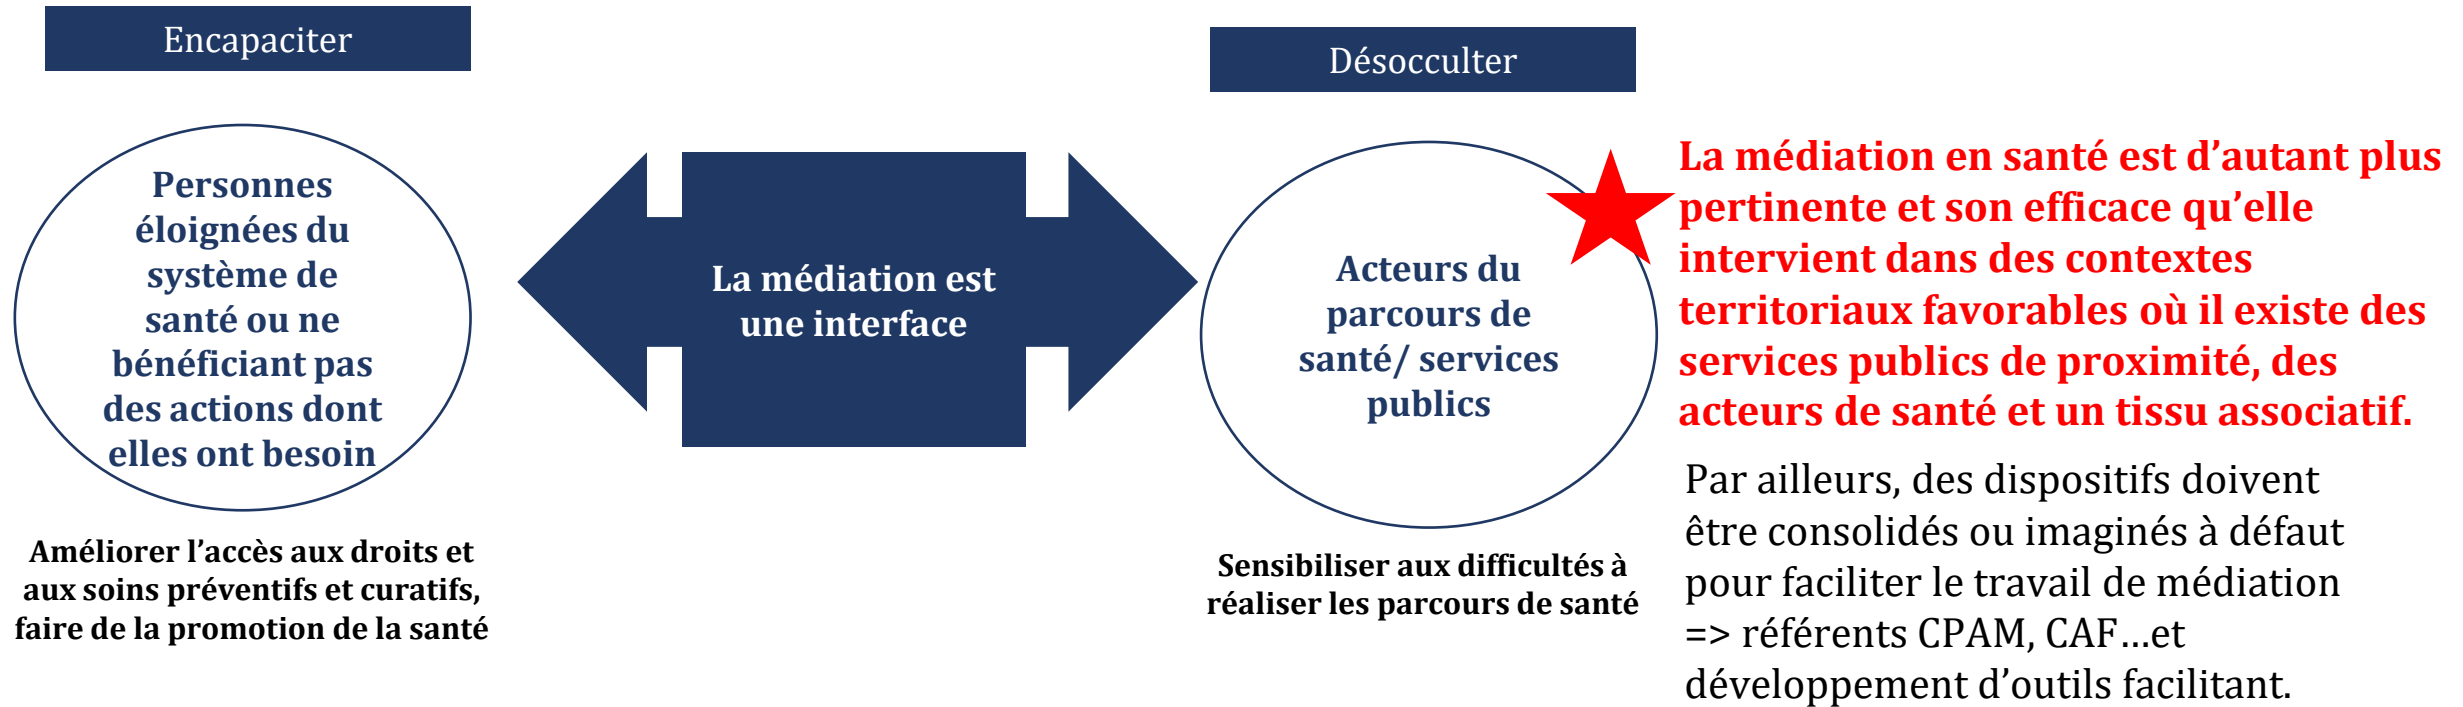 Encapaciter
Personnes
éloignées du
système de
santé ou ne
bénéficiant pas
des actions dont
elles ont besoin
Améliorer l’accès aux droits et
aux soins préventifs et curatifs,
faire de la promotion de la santé
La médiation est
une interface
Désocculter
Acteurs du
parcours de
santé/ services
publics
Sensibiliser aux difficultés à
réaliser les parcours de santé
La médiation en santé est d’autant plus
pertinente et son efficace qu’elle
intervient dans des contextes
territoriaux favorables où il existe des
services publics de proximité, des
acteurs de santé et un tissu associatif.
Par ailleurs, des dispositifs doivent
être consolidés ou imaginés à défaut
pour faciliter le travail de médiation
=> référents CPAM, CAF…et
développement d’outils facilitant.